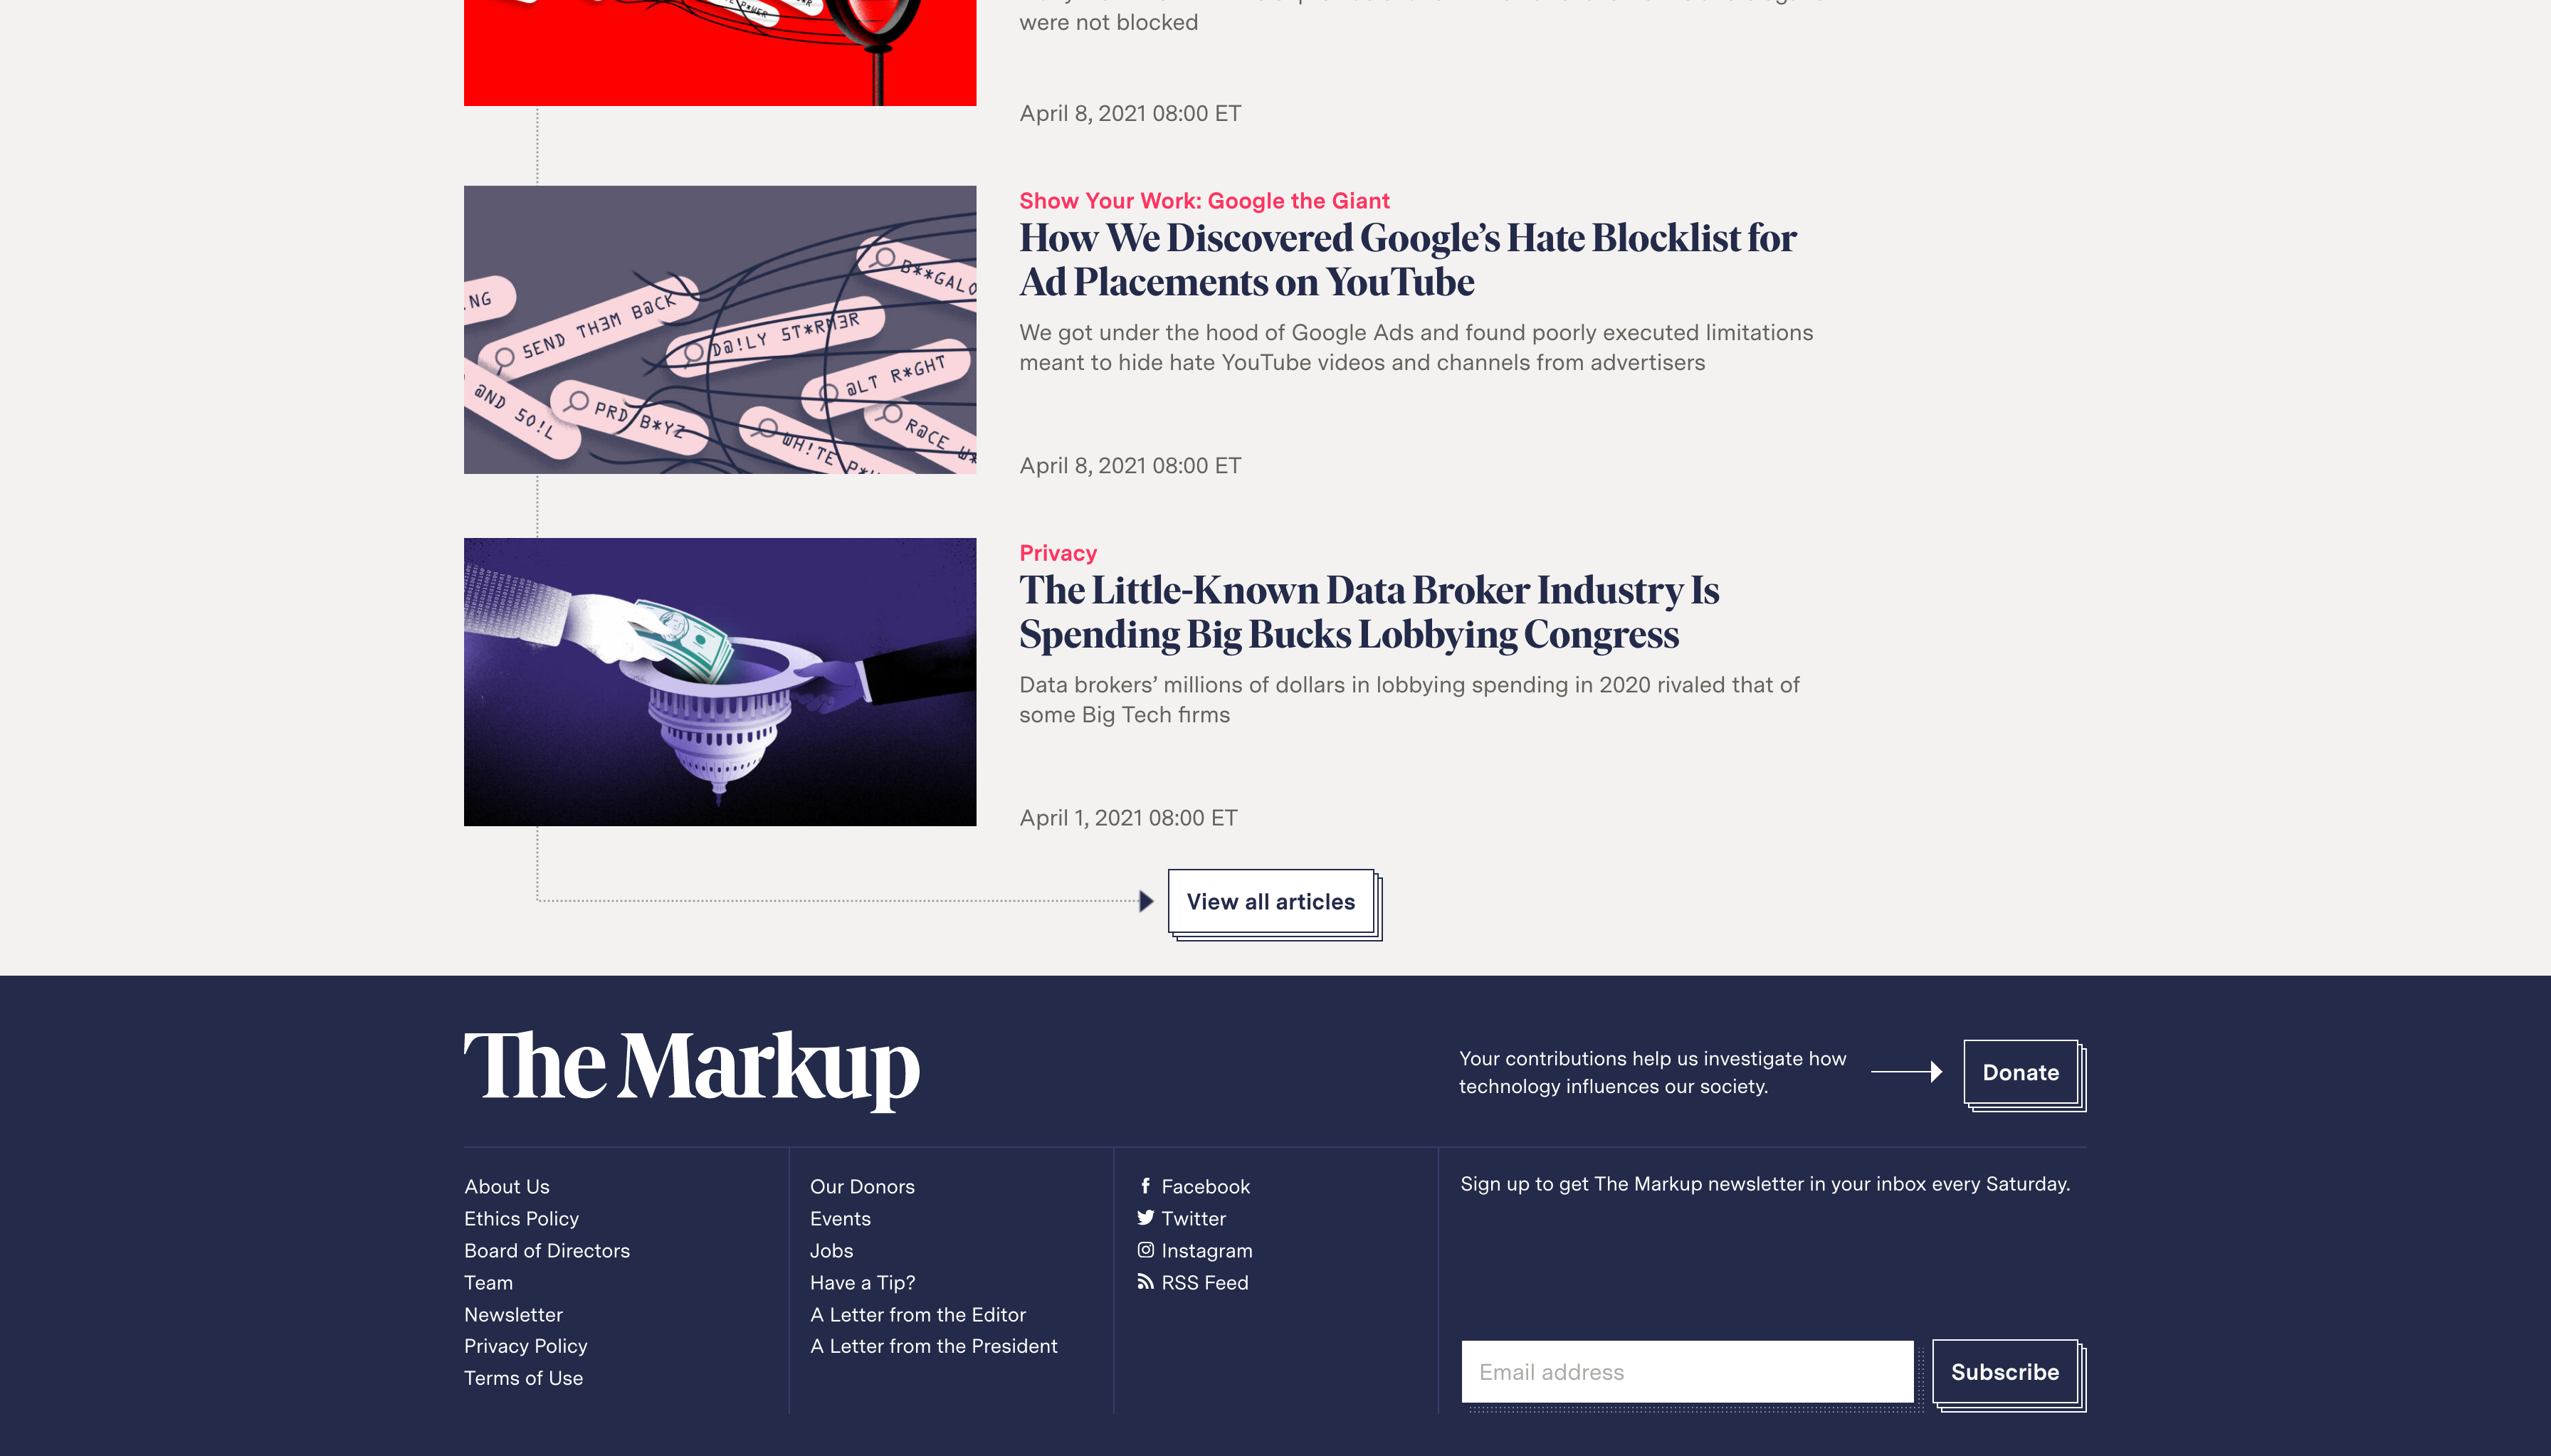 were not blocked
April 8, 2021 08:00 ET
Show Your Work: Google the Giant
How We Discovered Google’s Hate Blocklist for
Ad Placements on YouTube
We got under the hood of Google Ads and found poorly executed limitations
meant to hide hate YouTube videos and channels from advertisers
April 8, 2021 08:00 ET
NG
SEND TH3M B@CK
D@!LY ST*RM3R
B**GALO
@LT R*GHT
@ND SO!L
PRD B*YZ
WH!TE
R@CE
Privacy
The Little-Known Data Broker Industry Is
Spending Big Bucks Lobbying Congress
Data brokers’ millions of dollars in lobbying spending in 2020 rivaled that of
some Big Tech firms
April 1, 2021 08:00 ET
View all articles
The Markup
Your contributions help us investigate how
technology influences our society.
Donate
About Us
Ethics Policy
Board of Directors
Team
Newsletter
Privacy Policy
Terms of Use
Our Donors
Events
Jobs
Have a Tip?
A Letter from the Editor
A Letter from the President
Facebook
Twitter
Instagram
RSS Feed
Sign up to get The Markup newsletter in your inbox every Saturday.
Email address
Subscribe